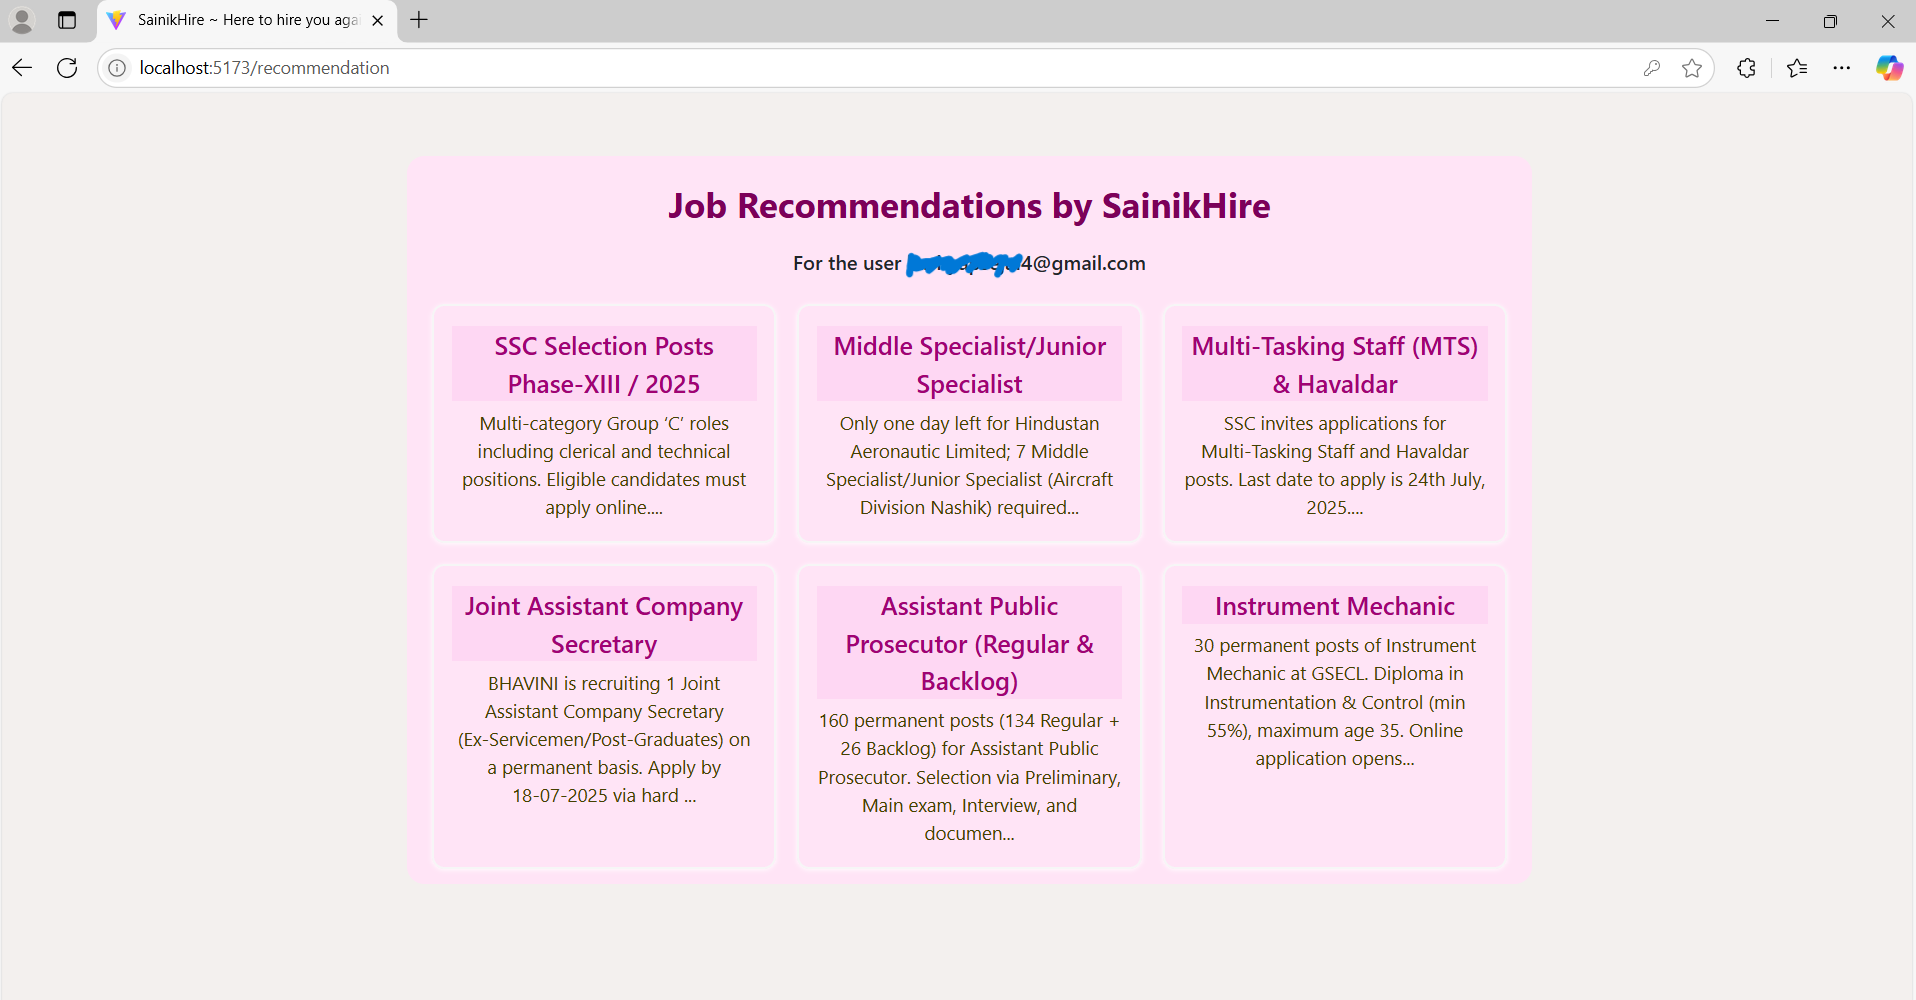 SainikHire ~ Here to hire you aga
localhost:5173/recommendation
Job Recommendations by SainikHire
For the user 4@gmail.com
SSC Selection Posts
Phase-XIII / 2025
Multi-category Group ‘C’ roles
including clerical and technical
positions. Eligible candidates must
apply online....
Middle Specialist/Junior
Specialist
Only one day left for Hindustan
Aeronautic Limited; 7 Middle
Specialist/Junior Specialist (Aircraft
Division Nashik) required...
Multi-Tasking Staff (MTS)
& Havaldar
SSC invites applications for
Multi-Tasking Staff and Havaldar
posts. Last date to apply is 24th July,
2025....
Joint Assistant Company
Secretary
BHAVINI is recruiting 1 Joint
Assistant Company Secretary
(Ex-Servicemen/Post-Graduates) on
a permanent basis. Apply by
18-07-2025 via hard ...
Assistant Public
Prosecutor (Regular &
Backlog)
160 permanent posts (134 Regular +
26 Backlog) for Assistant Public
Prosecutor. Selection via Preliminary,
Main exam, Interview, and
documen...
Instrument Mechanic
30 permanent posts of Instrument
Mechanic at GSECL. Diploma in
Instrumentation & Control (min
55%), maximum age 35. Online
application opens...